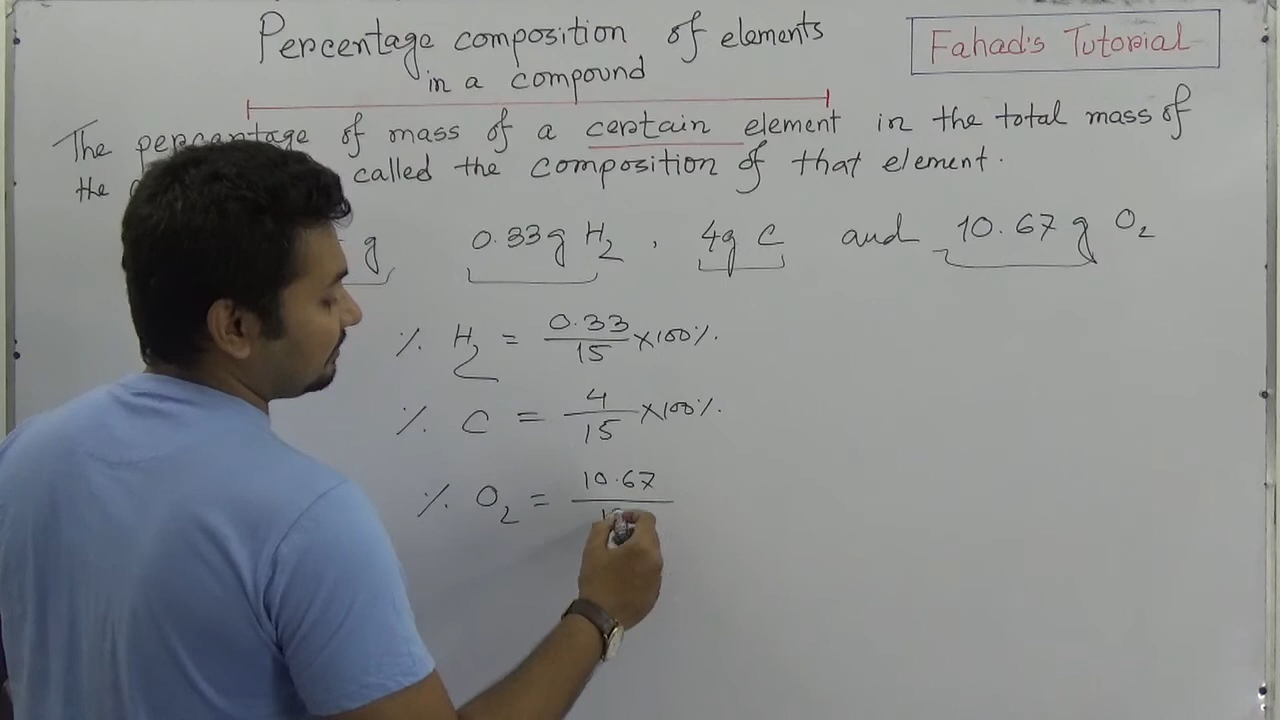 Percentage composition of elements
in a compound
Fahad's Tutorial
The percentage of mass of a certain element in the total mass of
the called the composition of that element.
g 0.33g H2 , 4g C and 10.67 g O2
% H2 = 0.33/15 × 100%.
% C = 4/15 × 100%.
% O2 = 10.67